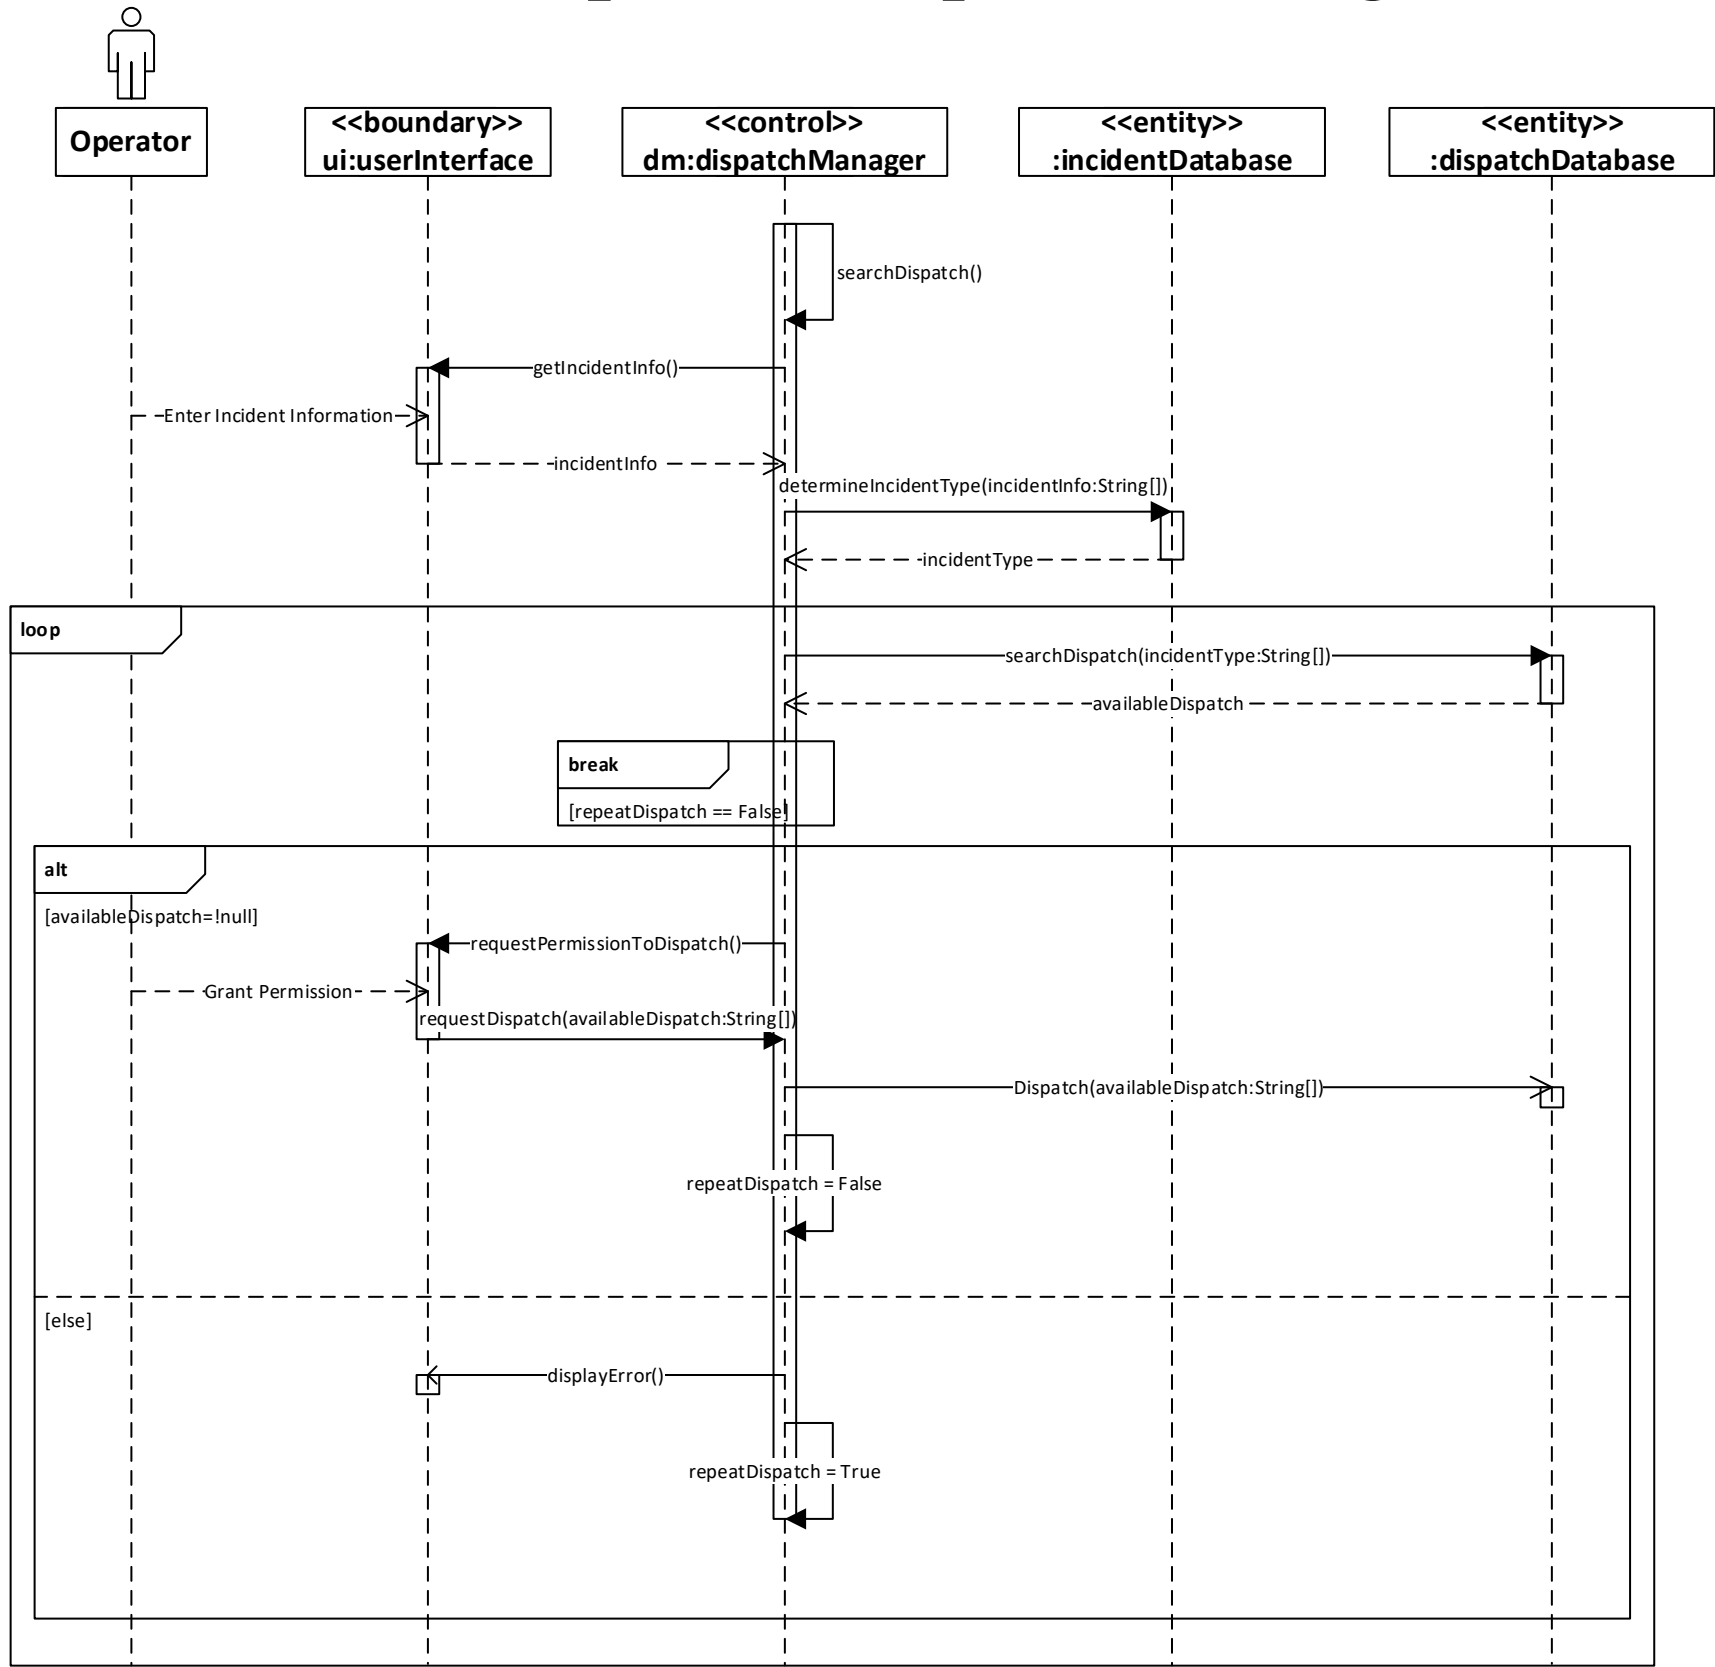 Operator
<<boundary>>
ui:userInterface
<<control>>
dm:dispatchManager
<<entity>>
:incidentDatabase
<<entity>>
:dispatchDatabase
searchDispatch()
getIncidentInfo()
Enter Incident Information
incidentInfo
determineIncidentType(incidentInfo:String[])
incidentType
loop
searchDispatch(incidentType:String[])
availableDispatch
break
[repeatDispatch == False]
alt
[availableDispatch=!null]
requestPermissionToDispatch()
Grant Permission
requestDispatch(availableDispatch:String[])
Dispatch(availableDispatch:String[])
repeatDispatch = False
[else]
displayError()
repeatDispatch = True